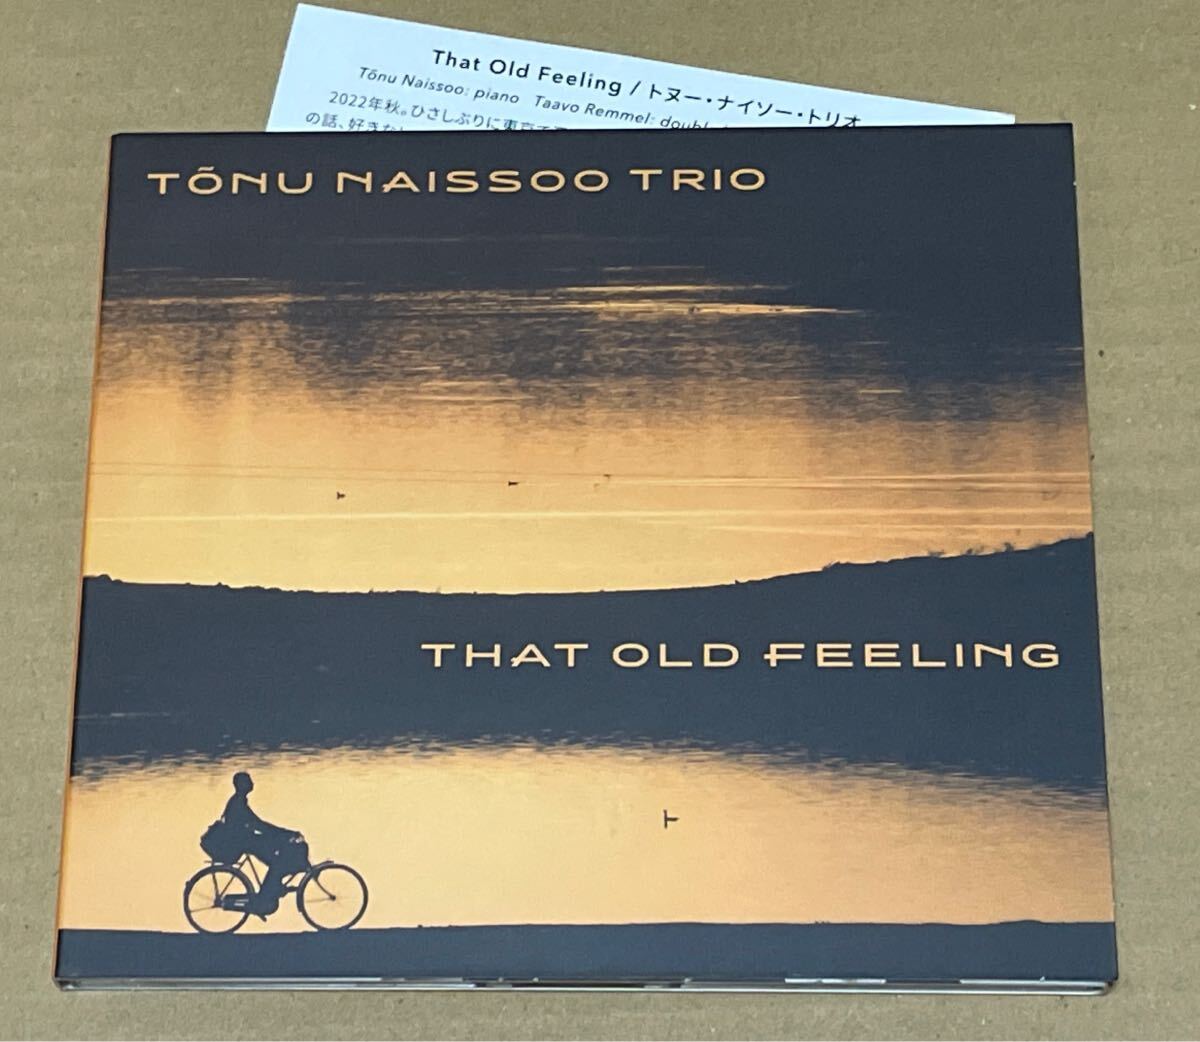 That Old Feeling / トヌー・ナイソー・トリオ
Tõnu Naissoo: piano Taavo Remmel:
2022年秋。ひさしぶりに東京
の話、好きな
TÕNU NAISSOO TRIO
THAT OLD FEELING